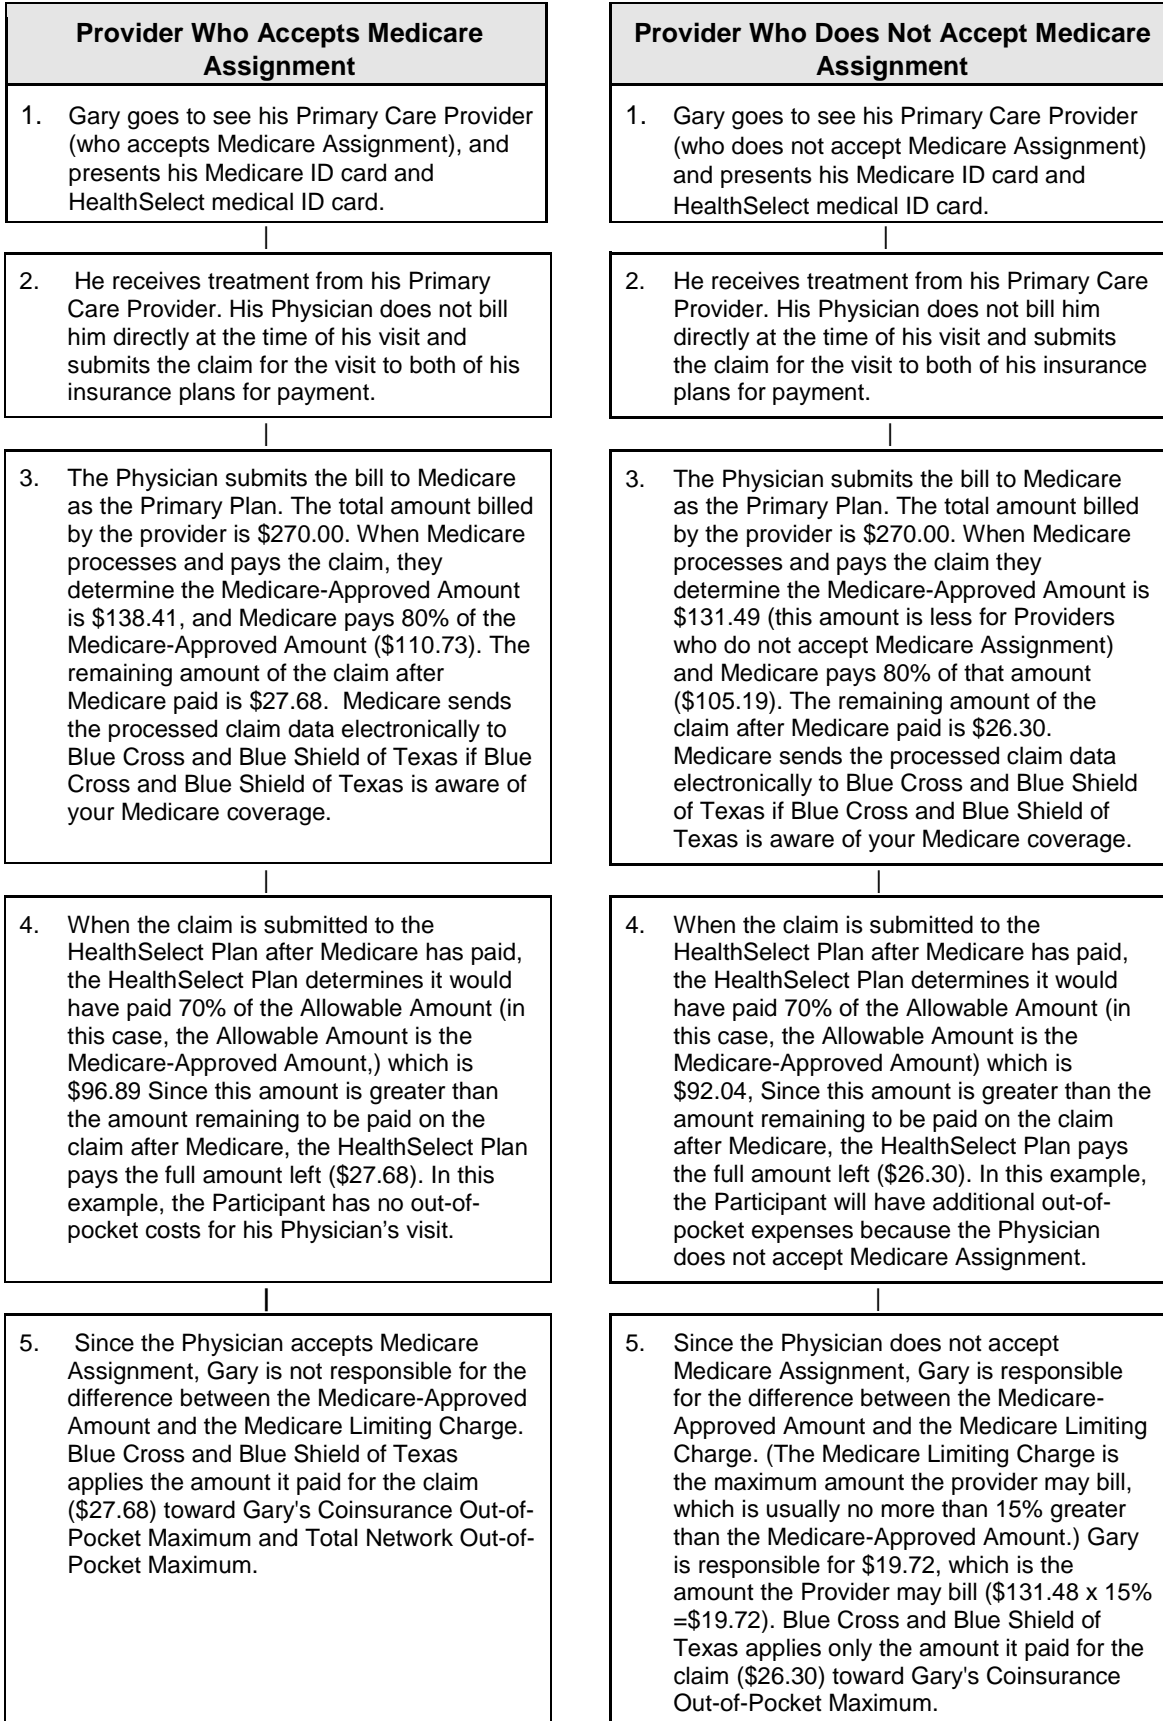 Provider Who Accepts Medicare
Assignment
1. Gary goes to see his Primary Care Provider
(who accepts Medicare Assignment), and
presents his Medicare ID card and
HealthSelect medical ID card.
2. He receives treatment from his Primary
Care Provider. His Physician does not bill
him directly at the time of his visit and
submits the claim for the visit to both of his
insurance plans for payment.
3. The Physician submits the bill to Medicare
as the Primary Plan. The total amount billed
by the provider is $270.00. When Medicare
processes and pays the claim, they
determine the Medicare-Approved Amount
is $138.41, and Medicare pays 80% of the
Medicare-Approved Amount ($110.73). The
remaining amount of the claim after
Medicare paid is $27.68. Medicare sends
the processed claim data electronically to
Blue Cross and Blue Shield of Texas if Blue
Cross and Blue Shield of Texas is aware of
your Medicare coverage.
4. When the claim is submitted to the
HealthSelect Plan after Medicare has paid,
the HealthSelect Plan determines it would
have paid 70% of the Allowable Amount (in
this case, the Allowable Amount is the
Medicare-Approved Amount,) which is
$96.89 Since this amount is greater than
the amount remaining to be paid on the
claim after Medicare, the HealthSelect Plan
pays the full amount left ($27.68). In this
example, the Participant has no out-of-
pocket costs for his Physician’s visit.
5. Since the Physician accepts Medicare
Assignment, Gary is not responsible for the
difference between the Medicare-Approved
Amount and the Medicare Limiting Charge.
Blue Cross and Blue Shield of Texas
applies the amount it paid for the claim
($27.68) toward Gary's Coinsurance Out-of-
Pocket Maximum and Total Network Out-of-
Pocket Maximum.
Provider Who Does Not Accept Medicare
Assignment
1. Gary goes to see his Primary Care Provider
(who does not accept Medicare Assignment)
and presents his Medicare ID card and
HealthSelect medical ID card.
2. He receives treatment from his Primary Care
Provider. His Physician does not bill him
directly at the time of his visit and submits
the claim for the visit to both of his insurance
plans for payment.
3. The Physician submits the bill to Medicare
as the Primary Plan. The total amount billed
by the provider is $270.00. When Medicare
processes and pays the claim they
determine the Medicare-Approved Amount is
$131.49 (this amount is less for Providers
who do not accept Medicare Assignment)
and Medicare pays 80% of that amount
($105.19). The remaining amount of the
claim after Medicare paid is $26.30.
Medicare sends the processed claim data
electronically to Blue Cross and Blue Shield
of Texas if Blue Cross and Blue Shield of
Texas is aware of your Medicare coverage.
4. When the claim is submitted to the
HealthSelect Plan after Medicare has paid,
the HealthSelect Plan determines it would
have paid 70% of the Allowable Amount (in
this case, the Allowable Amount is the
Medicare-Approved Amount) which is
$92.04, Since this amount is greater than the
amount remaining to be paid on the claim
after Medicare, the HealthSelect Plan pays
the full amount left ($26.30). In this example,
the Participant will have additional out-of-
pocket expenses because the Physician
does not accept Medicare Assignment.
5. Since the Physician does not accept
Medicare Assignment, Gary is responsible
for the difference between the Medicare-
Approved Amount and the Medicare Limiting
Charge. (The Medicare Limiting Charge is
the maximum amount the provider may bill,
which is usually no more than 15% greater
than the Medicare-Approved Amount.) Gary
is responsible for $19.72, which is the
amount the Provider may bill ($131.48 x 15%
=$19.72). Blue Cross and Blue Shield of
Texas applies only the amount it paid for the
claim ($26.30) toward Gary's Coinsurance
Out-of-Pocket Maximum.